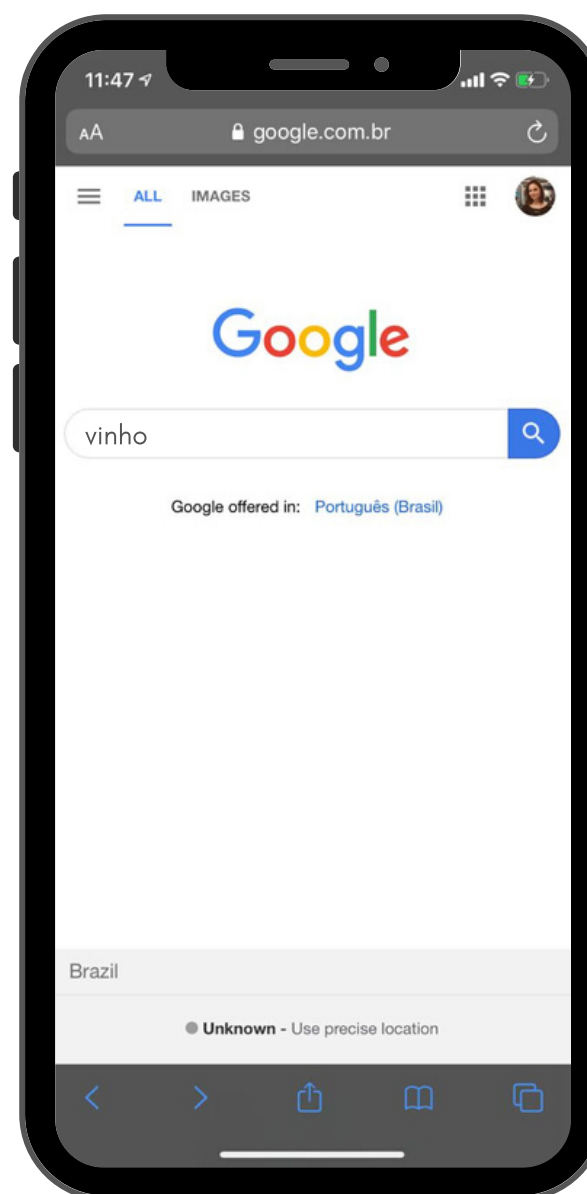 11:47
AA google.com.br
ALL IMAGES
Google
vinho
Google offered in: Português (Brasil)
Brazil
Unknown - Use precise location